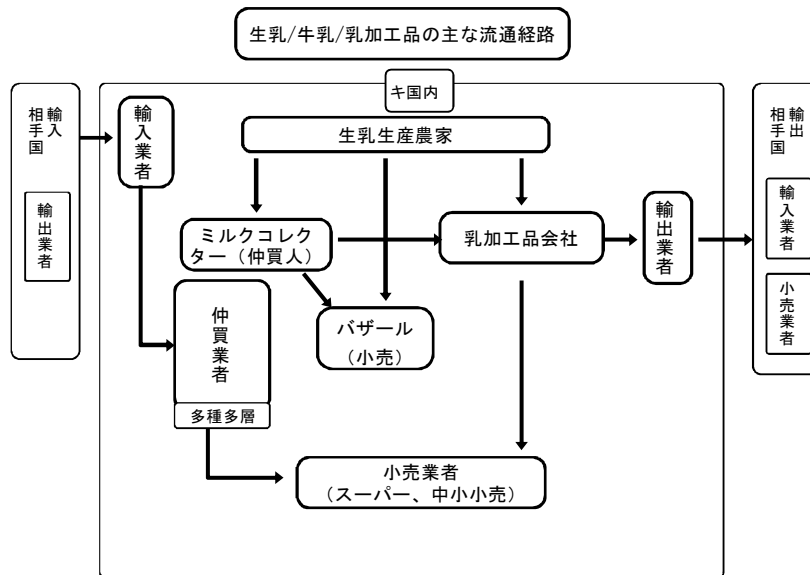 生乳/牛乳/乳加工品の主な流通経路
キ国内
輸入
相手国
輸出業者
輸入業者
生乳生産農家
ミルクコレク
ター（仲買人）
乳加工品会社
輸出業者
輸出
相手国
輸入業者
小売業者
仲買業者
多種多層
バザール
（小売）
小売業者
（スーパー、中小小売）